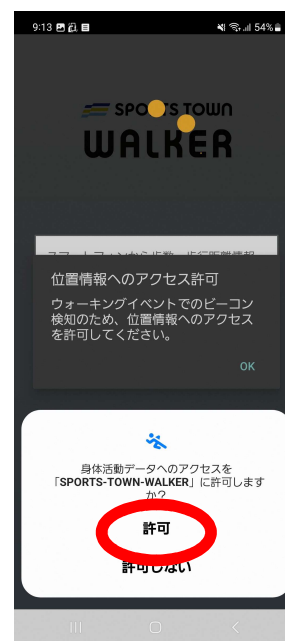 9:13
54%
SPORTS TOWN
WALKER
位置情報へのアクセス許可
ウォーキングイベントでのビーコン
検知のため、位置情報へのアクセス
を許可してください。
OK
身体活動データへのアクセスを
「SPORTS-TOWN-WALKER」に許可します
か？
許可
許可しない